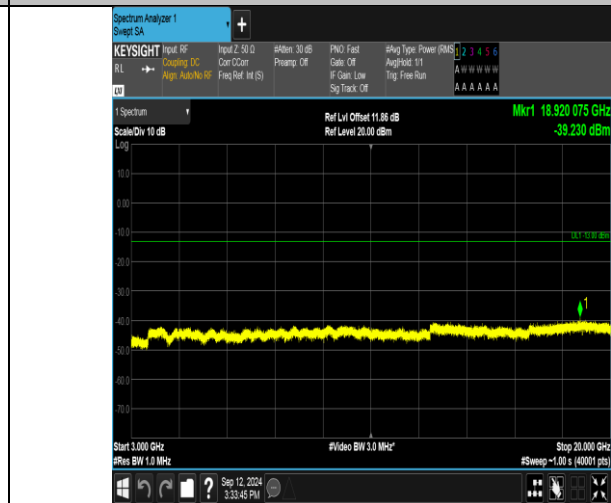 Spectrum Analyzer 1
Swept SA
+
KEYSIGHT
RL
LXI
Input: RF
Coupling: DC
Align: Auto/No RF
Input Z: 50 Ω
Corr CCorr
Freq Ref: Int (S)
#Atten: 30 dB
Preamp: Off
PNO: Fast
Gate: Off
IF Gain: Low
Sig Track: Off
#Avg Type: Power (RMS
Avg|Hold: 1/1
Trig: Free Run
1 2 3 4 5 6
A W W W W W
A A A A A A
1 Spectrum
Scale/Div 10 dB
Log
Ref Lvl Offset 11.86 dB
Ref Level 20.00 dBm
Mkr1 18.920 075 GHz
-39.230 dBm
10.0
0.00
-10.0
DL1 -13.00 dBm
-20.0
-30.0
1
-40.0
-50.0
-60.0
-70.0
Start 3.000 GHz
#Res BW 1.0 MHz
#Video BW 3.0 MHz*
Stop 20.000 GHz
#Sweep ~1.00 s (40001 pts)
?
Sep 12, 2024
3:33:45 PM